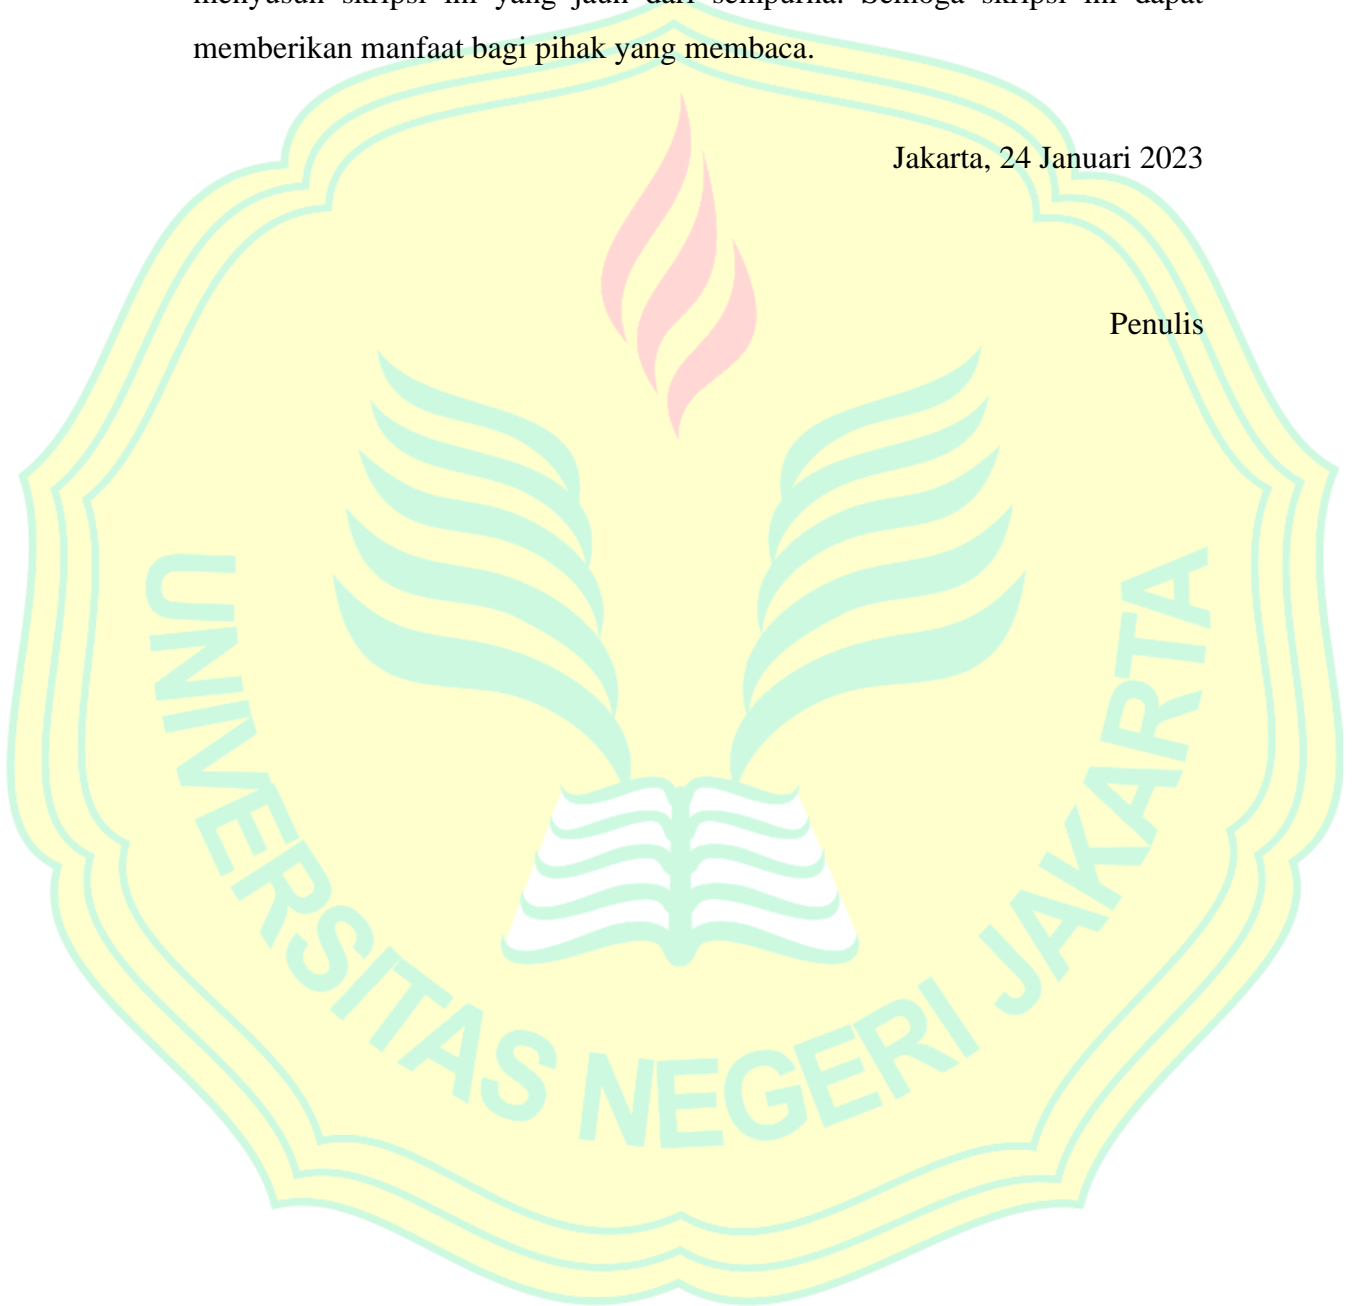 menyusun skripsi ini yang jauh dari sempurna. Semoga skripsi ini dapat
memberikan manfaat bagi pihak yang membaca.
Jakarta, 24 Januari 2023
Penulis
UNIVERSITAS NEGERI JAKARTA